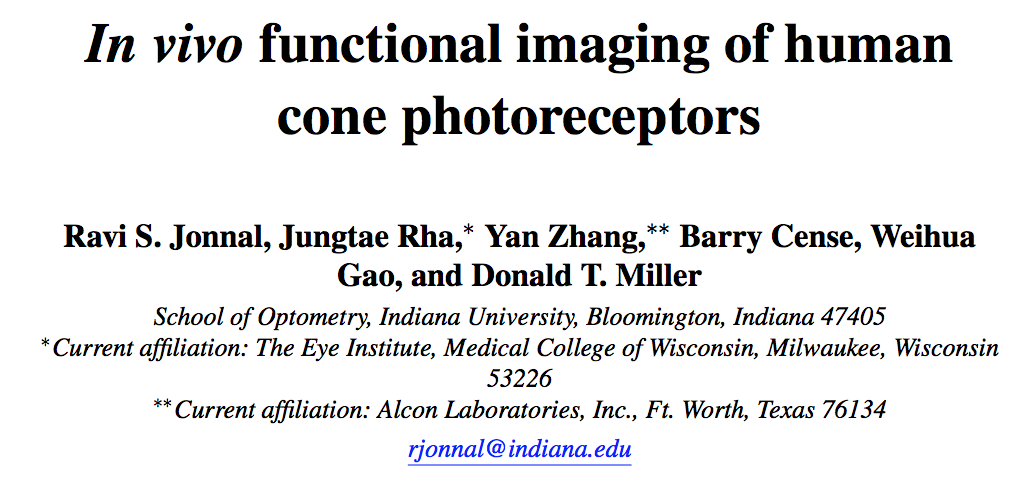 In vivo functional imaging of human
cone photoreceptors
Ravi S. Jonnal, Jungtae Rha,* Yan Zhang,** Barry Cense, Weihua
Gao, and Donald T. Miller
School of Optometry, Indiana University, Bloomington, Indiana 47405
*Current affiliation: The Eye Institute, Medical College of Wisconsin, Milwaukee, Wisconsin
53226
**Current affiliation: Alcon Laboratories, Inc., Ft. Worth, Texas 76134
rjonnal@indiana.edu